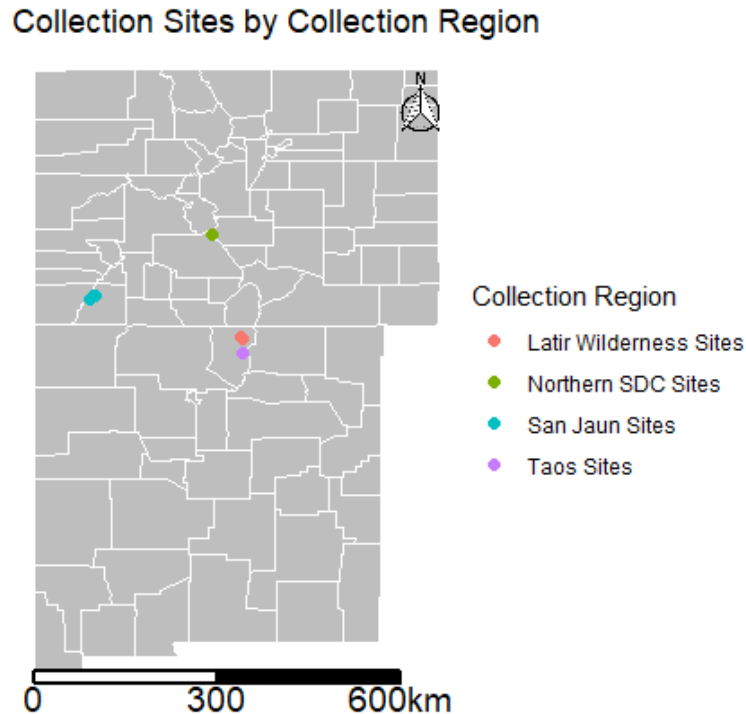 Collection Sites by Collection Region
N
Collection Region
Latir Wilderness Sites
Northern SDC Sites
San Jaun Sites
Taos Sites
0 300 600km